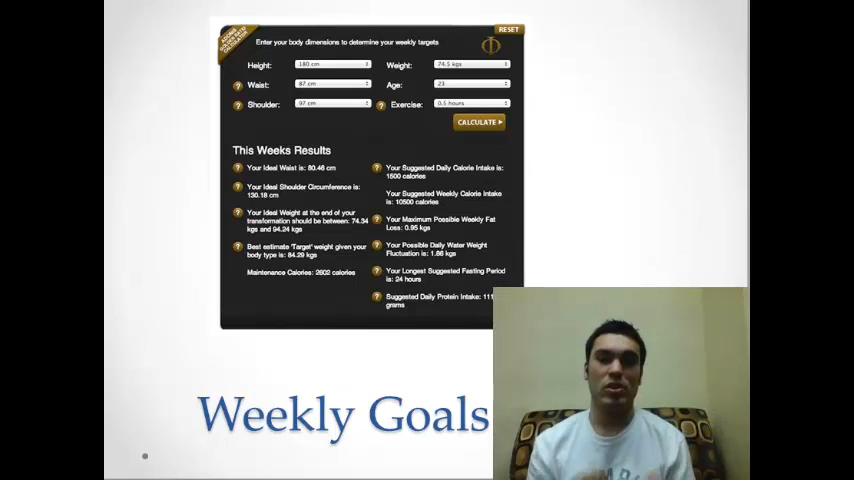 ADONIS
GOLDEN RATIO
CALCULATOR
RESET
Enter your body dimensions to determine your weekly targets
Height: 180 cm
Weight: 74.5 kgs
Waist: 87 cm
Age: 23
Shoulder: 97 cm
Exercise: 0.5 hours
CALCULATE
This Weeks Results
Your Ideal Waist is: 80.46 cm
Your Ideal Shoulder Circumference is:
130.18 cm
Your Ideal Weight at the end of your
transformation should be between: 74.34
kgs and 94.24 kgs
Best estimate 'Target' weight given your
body type is: 84.29 kgs
Maintenance Calories: 2602 calories
Your Suggested Daily Calorie Intake is:
1500 calories
Your Suggested Weekly Calorie Intake
is: 10500 calories
Your Maximum Possible Weekly Fat
Loss: 0.95 kgs
Your Possible Daily Water Weight
Fluctuation is: 1.86 kgs
Your Longest Suggested Fasting Period
is: 24 hours
Suggested Daily Protein Intake: 111
grams
Weekly Goals